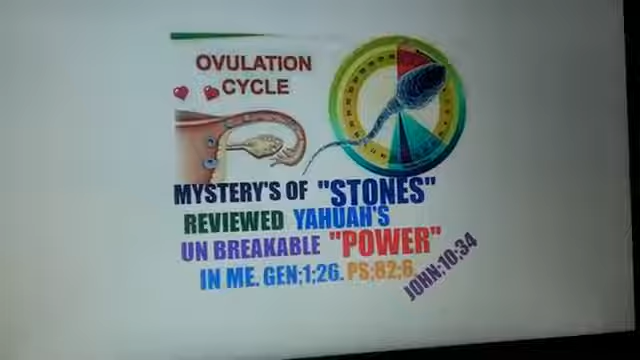 OVULATION
CYCLE
MYSTERY'S OF "STONES"
REVIEWED YAHUAH'S
UN BREAKABLE "POWER"
IN ME. GEN;1;26. PS;82;6.
JOHN;10;34